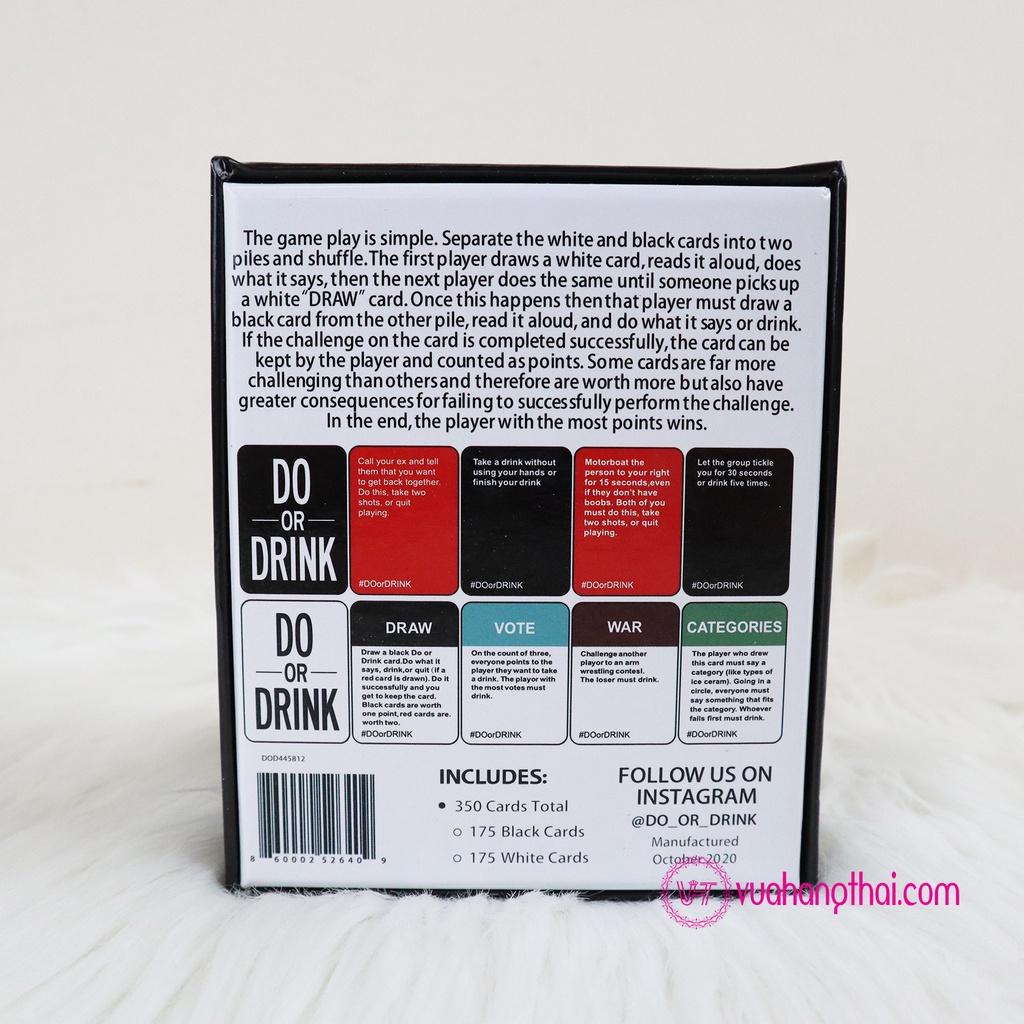 The game play is simple. Separate the white and black cards into two
piles and shuffle. The first player draws a white card, reads it aloud, does
what it says, then the next player does the same until someone picks up
a white "DRAW" card. Once this happens then that player must draw a
black card from the other pile, read it aloud, and do what it says or drink.
If the challenge on the card is completed successfully, the card can be
kept by the player and counted as points. Some cards are far more
challenging than others and therefore are worth more but also have
greater consequences for failing to successfully perform the challenge.
In the end, the player with the most points wins.
DO
OR
DRINK
Call your ex and tell
them that you want
to get back together.
Do this, take two
shots, or quit
playing.
#DOorDRINK
Take a drink without
using your hands or
finish your drink
#DOorDRINK
Motorboat the
person to your right
for 15 seconds,even
if they don't have
boobs. Both of you
must do this, take
two shots, or quit
playing.
#DOorDRINK
Let the group tickle
you for 30 seconds
or drink five times.
#DOorDRINK
DO
OR
DRINK
DRAW
Draw a black Do or
Drink card.Do what it
says, drink,or quit (if a
red card is drawn). Do it
successfully and you
get to keep the card.
Black cards are worth
one point,red cards are.
worth two.
#DOorDRINK
VOTE
On the count of three,
everyone points to the
player they want to take
a drink. The player with
the most votes must
drink.
#DOorDRINK
WAR
Challenge another
player to an arm
wrestling contesl.
The loser must drink.
#DOorDRINK
CATEGORIES
The player who drew
this card must say a
category (like types of
ice ceram). Going in a
circle, everyone must
say something that fits
the category. Whoever
fails first must drink.
#DOorDRINK
DOD445812
8 60002 52640 9
INCLUDES:
• 350 Cards Total
○ 175 Black Cards
○ 175 White Cards
FOLLOW US ON
INSTAGRAM
@DO_OR_DRINK
Manufactured
October 2020
VT vuahangthai.com